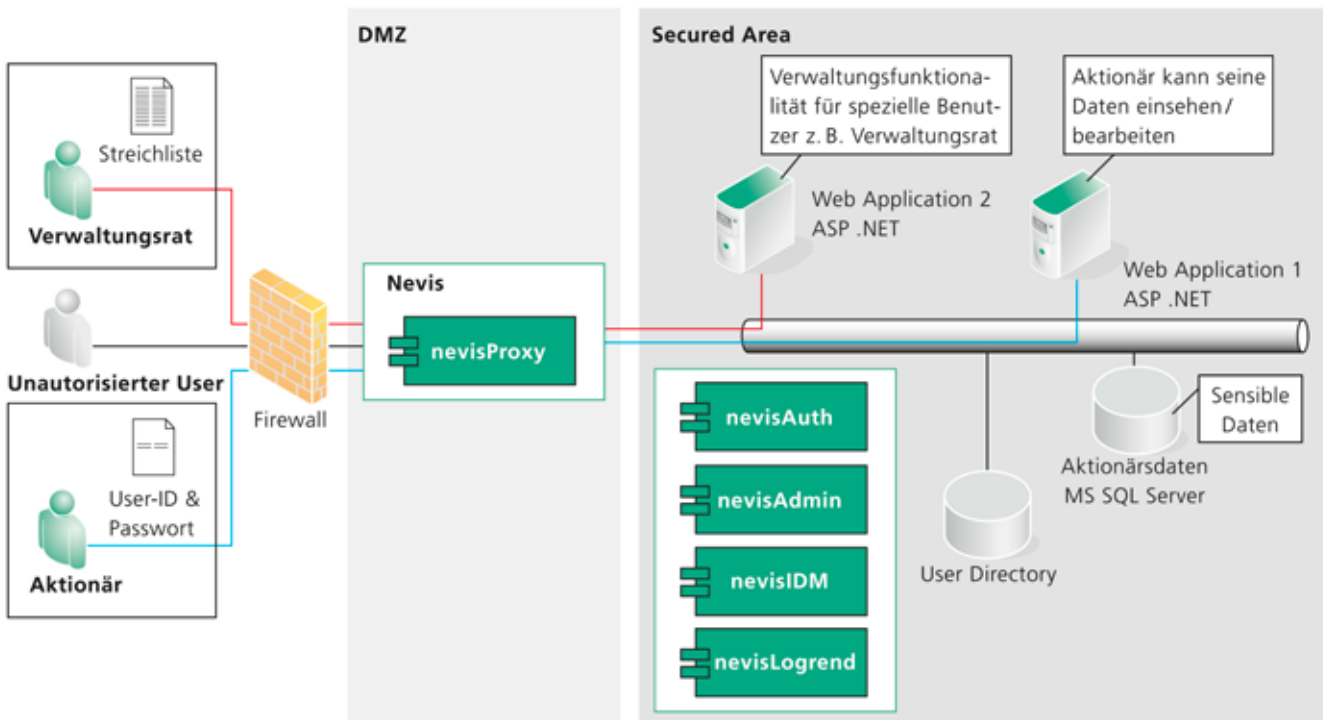 DMZ
Secured Area
Streichliste
Verwaltungsrat
Unautorisierter User
User-ID &
Passwort
Aktionär
Firewall
Nevis
nevisProxy
Verwaltungsfunktiona-
lität für spezielle Benut-
zer z. B. Verwaltungsrat
Aktionär kann seine
Daten einsehen/
bearbeiten
Web Application 2
ASP .NET
Web Application 1
ASP .NET
nevisAuth
nevisAdmin
nevisIDM
nevisLogrend
Sensible
Daten
Aktionärsdaten
MS SQL Server
User Directory